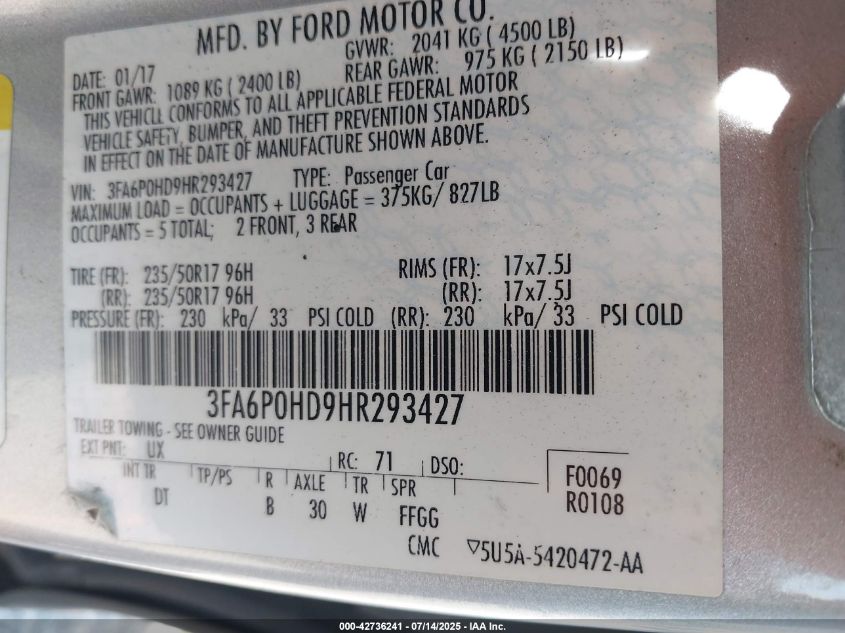 MFD. BY FORD MOTOR CO.
DATE: 01/17 GVWR: 2041 KG ( 4500 LB)
FRONT GAWR: 1089 KG ( 2400 LB) REAR GAWR: 975 KG ( 2150 LB)
THIS VEHICLE CONFORMS TO ALL APPLICABLE FEDERAL MOTOR
VEHICLE SAFETY, BUMPER, AND THEFT PREVENTION STANDARDS
IN EFFECT ON THE DATE OF MANUFACTURE SHOWN ABOVE.
VIN: 3FA6P0HD9HR293427 TYPE: Passenger Car
MAXIMUM LOAD = OCCUPANTS + LUGGAGE = 375KG/ 827LB
OCCUPANTS = 5 TOTAL; 2 FRONT, 3 REAR
TIRE (FR): 235/50R17 96H RIMS (FR): 17x7.5J
(RR): 235/50R17 96H (RR): 17x7.5J
PRESSURE (FR): 230 kPa/ 33 PSI COLD (RR): 230 kPa/ 33 PSI COLD
3FA6P0HD9HR293427
TRAILER TOWING - SEE OWNER GUIDE
EXT PNT: UX RC: 71 DSO:
INT TR TP/PS R AXLE TR SPR F0069
DT B 30 W FFGG R0108
CMC ▽5U5A-5420472-AA
000-42736241 - 07/14/2025 - IAA Inc.